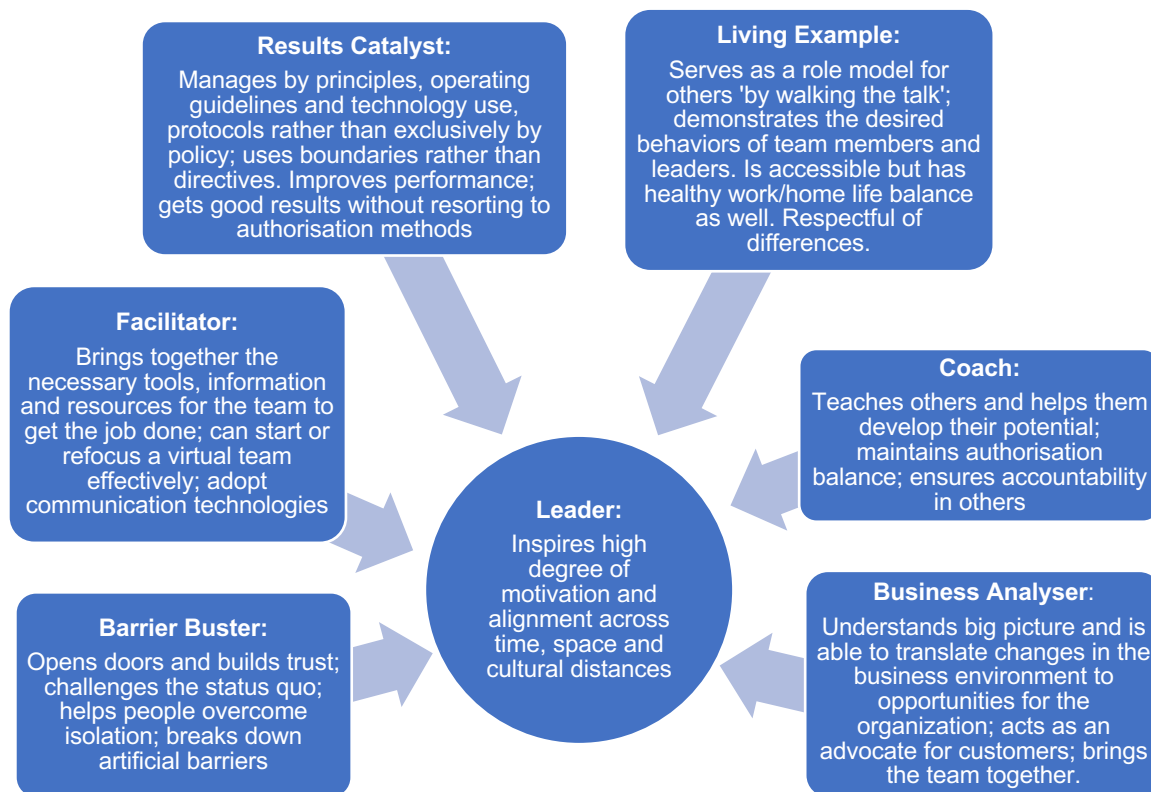 Results Catalyst:
Manages by principles, operating
guidelines and technology use,
protocols rather than exclusively by
policy; uses boundaries rather than
directives. Improves performance;
gets good results without resorting to
authorisation methods
Living Example:
Serves as a role model for
others 'by walking the talk';
demonstrates the desired
behaviors of team members and
leaders. Is accessible but has
healthy work/home life balance
as well. Respectful of
differences.
Facilitator:
Brings together the
necessary tools, information
and resources for the team to
get the job done; can start or
refocus a virtual team
effectively; adopt
communication technologies
Coach:
Teaches others and helps them
develop their potential;
maintains authorisation
balance; ensures accountability
in others
Leader:
Inspires high
degree of
motivation and
alignment across
time, space and
cultural distances
Barrier Buster:
Opens doors and builds trust;
challenges the status quo;
helps people overcome
isolation; breaks down
artificial barriers
Business Analyser:
Understands big picture and is
able to translate changes in the
business environment to
opportunities for the
organization; acts as an
advocate for customers; brings
the team together.